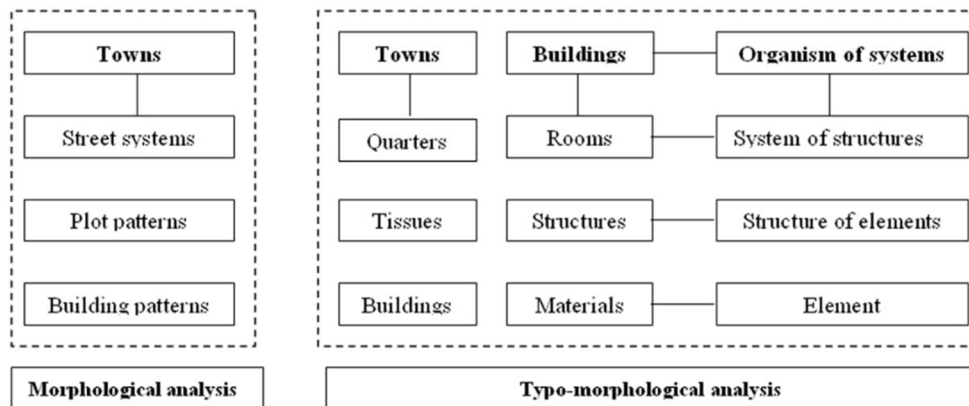 Towns
Street systems
Plot patterns
Building patterns
Morphological analysis
Towns Buildings Organism of systems
Quarters Rooms System of structures
Tissues Structures Structure of elements
Buildings Materials Element
Typo-morphological analysis